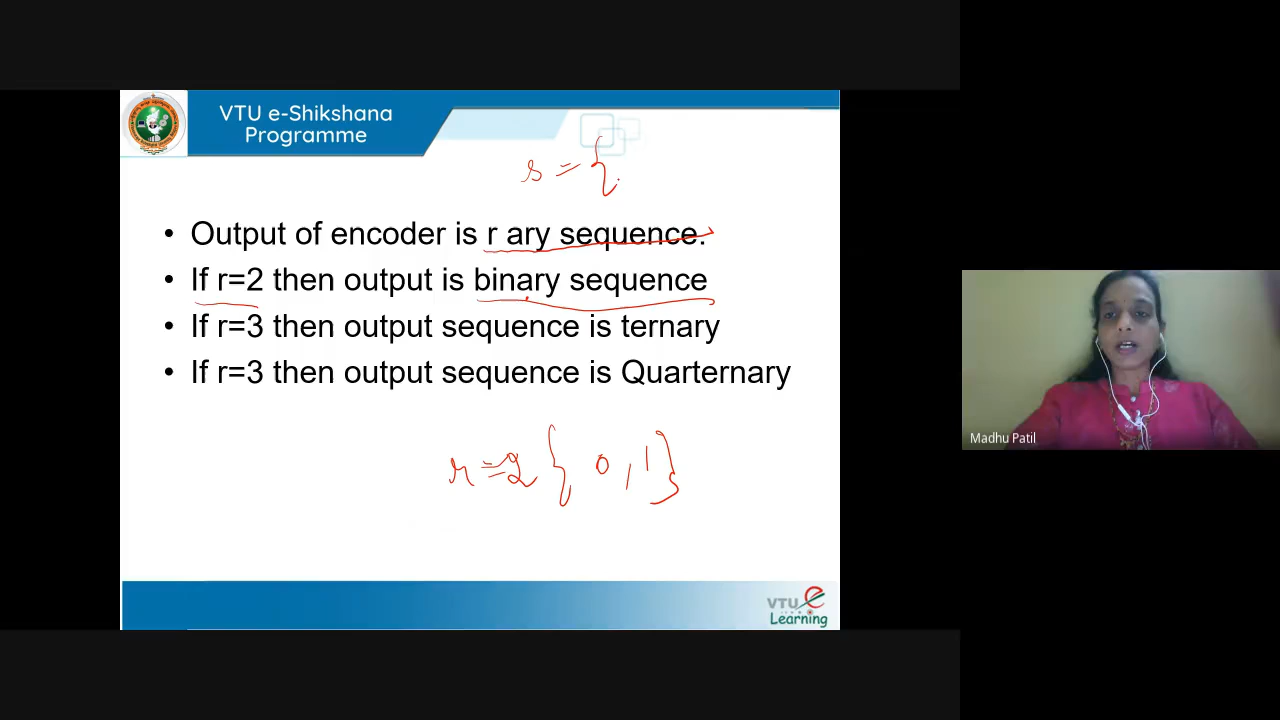 VTU e-Shikshana
Programme
s = {
• Output of encoder is r ary sequence.
• If r=2 then output is binary sequence
• If r=3 then output sequence is ternary
• If r=3 then output sequence is Quarternary
r=2 { 0, 1 }
Madhu Patil
VTU e
Learning